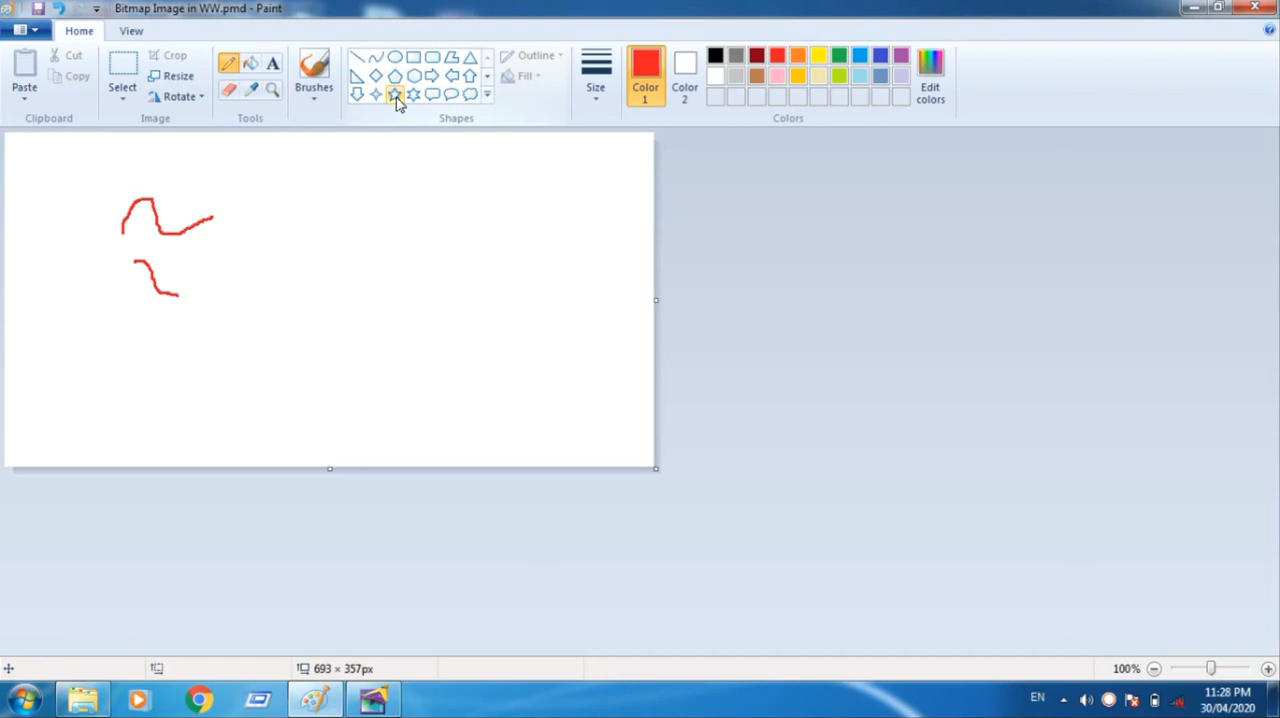 Bitmap Image in WW.pmd - Paint
Home View
Paste
Cut
Copy
Clipboard
Select
Crop
Resize
Rotate
Image
A
Tools
Brushes
Outline
Fill
Shapes
Size
Color 1
Color 2
Edit colors
Colors
693 × 357px
100%
EN
11:28 PM
30/04/2020